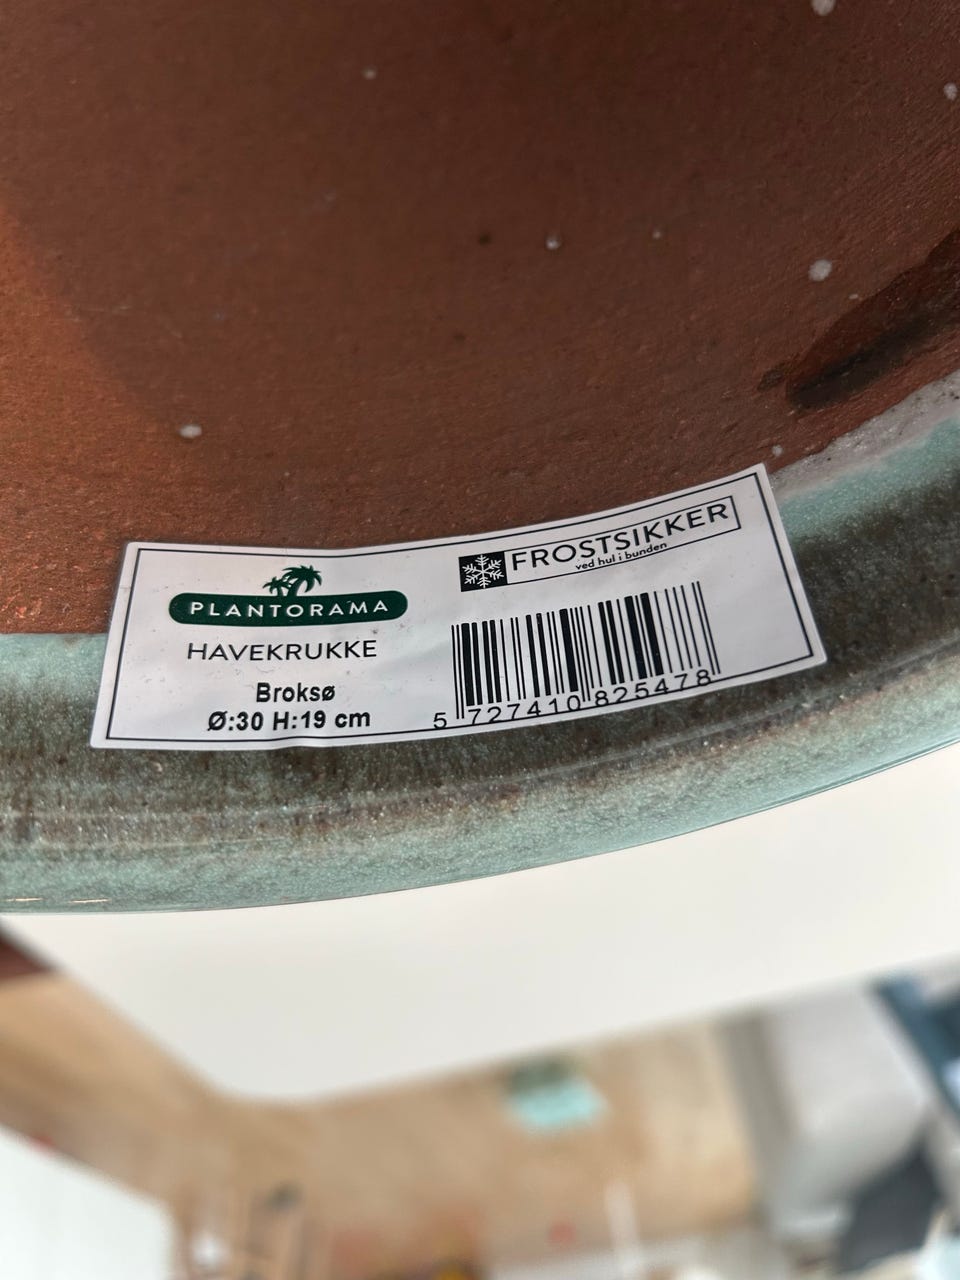 PLANTORAMA
HAVEKRUKKE
Broksø
Ø:30 H:19 cm
FROSTSIKKER
ved hul i bunden
5 727410 825478